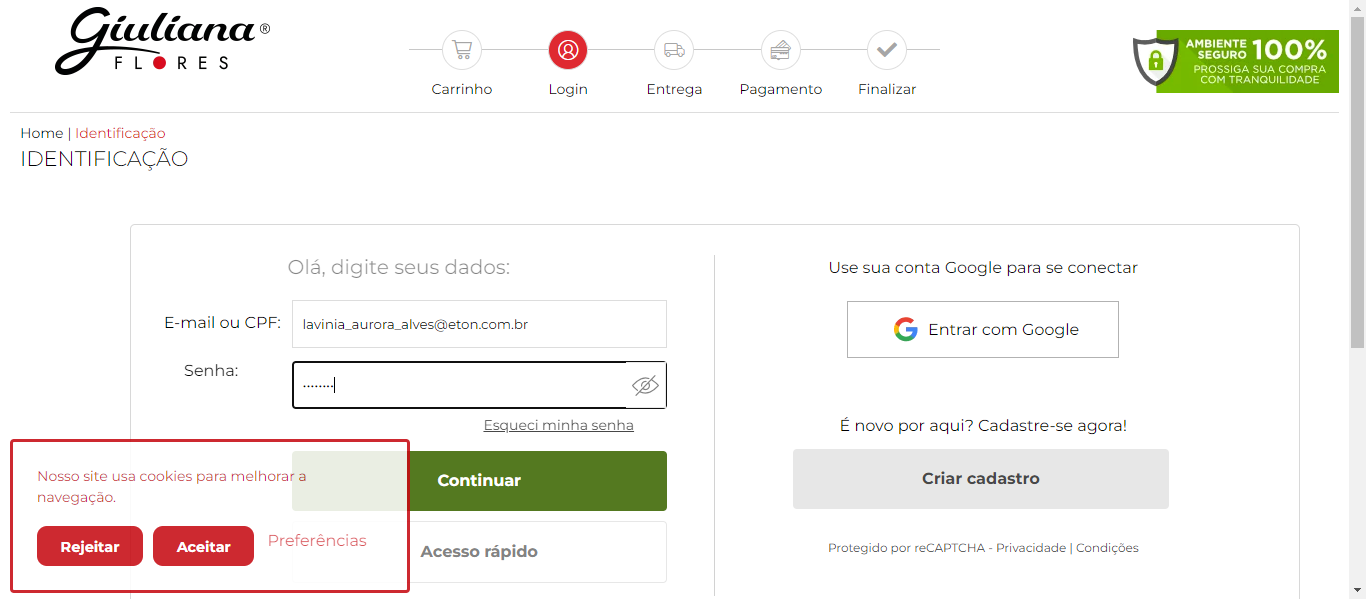 Giuliana®
FLORES
Carrinho
Login
Entrega
Pagamento
Finalizar
AMBIENTE
SEGURO 100%
PROSSIGA SUA COMPRA
COM TRANQUILIDADE
Home | Identificação
IDENTIFICAÇÃO
Olá, digite seus dados:
E-mail ou CPF:
lavinia_aurora_alves@eton.com.br
Senha:
........
Esqueci minha senha
Continuar
Acesso rápido
Use sua conta Google para se conectar
Entrar com Google
É novo por aqui? Cadastre-se agora!
Criar cadastro
Protegido por reCAPTCHA - Privacidade | Condições
Nosso site usa cookies para melhorar a
navegação.
Rejeitar
Aceitar
Preferências